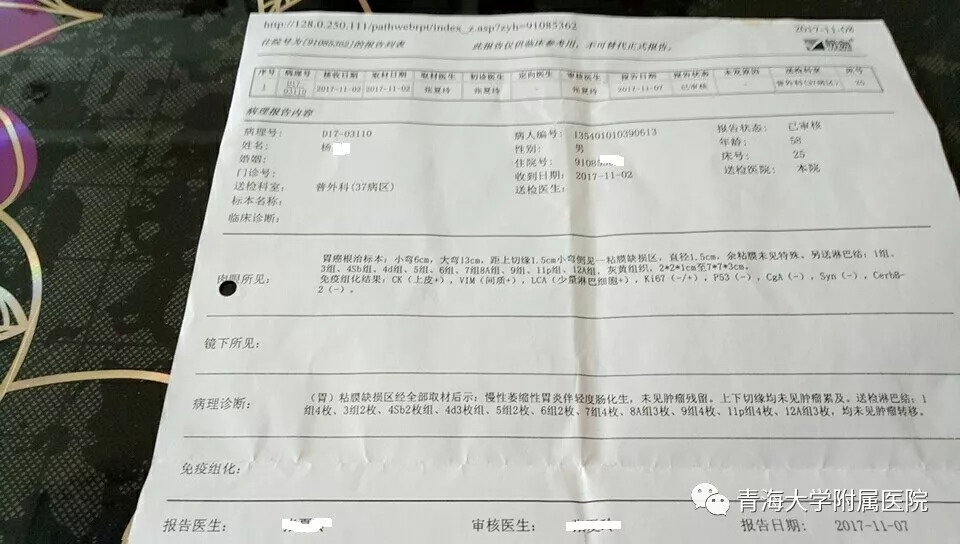 http://128.0.250.111/pathwebrpt/index_z.asp?zyh=91085362
2017-11-08
住院号为[91085362]的报告列表 此报告仅供临床参考用，不可替代正式报告。
序号 病理号 接收日期 取材日期 取材医生 初诊医生 定向医生 审核医生 报告日期 报告状态 未发原因 送检科室 床号
1 D17-03110 2017-11-02 2017-11-02 张夏玲 张夏玲 - 张夏玲 2017-11-07 已审核 - 普外科(37病区) 25
病理报告内容
病理号： D17-03110 病人编号： 135401010390613 报告状态： 已审核
姓名： 杨 性别： 男 年龄： 58
婚姻： 住院号： 91085 床号： 25
门诊号： 收到日期： 2017-11-02 送检医院： 本院
送检科室： 普外科(37病区) 送检医生：
标本名称：
临床诊断：
胃癌根治标本：小弯6cm，大弯13cm，距上切缘1.5cm小弯侧见一粘膜缺损区，直径1.5cm，余粘膜未见特殊。另送淋巴结：1组、
3组、4Sb组、4d组、5组、6组、7组8A组、9组、11p组、12A组，灰黄组织，2*2*1cm至7*7*3cm。
肉眼所见： 免疫组化结果：CK（上皮+），VIM（间质+），LCA（少量淋巴细胞+），Ki67（-/+），P53（-），CgA（-），Syn（-），CerbB-
2（-）。
镜下所见：
病理诊断： （胃）粘膜缺损区经全部取材后示：慢性萎缩性胃炎伴轻度肠化生，未见肿瘤残留。上下切缘均未见肿瘤累及。送检淋巴结：1
组4枚、3组2枚、4Sb2枚组、4d3枚组、5组2枚、6组2枚、7组4枚、8A组3枚、9组4枚、11p组4枚、12A组3枚，均未见肿瘤转移。
免疫组化：
报告医生： 审核医生： 报告日期： 2017-11-07
青海大学附属医院